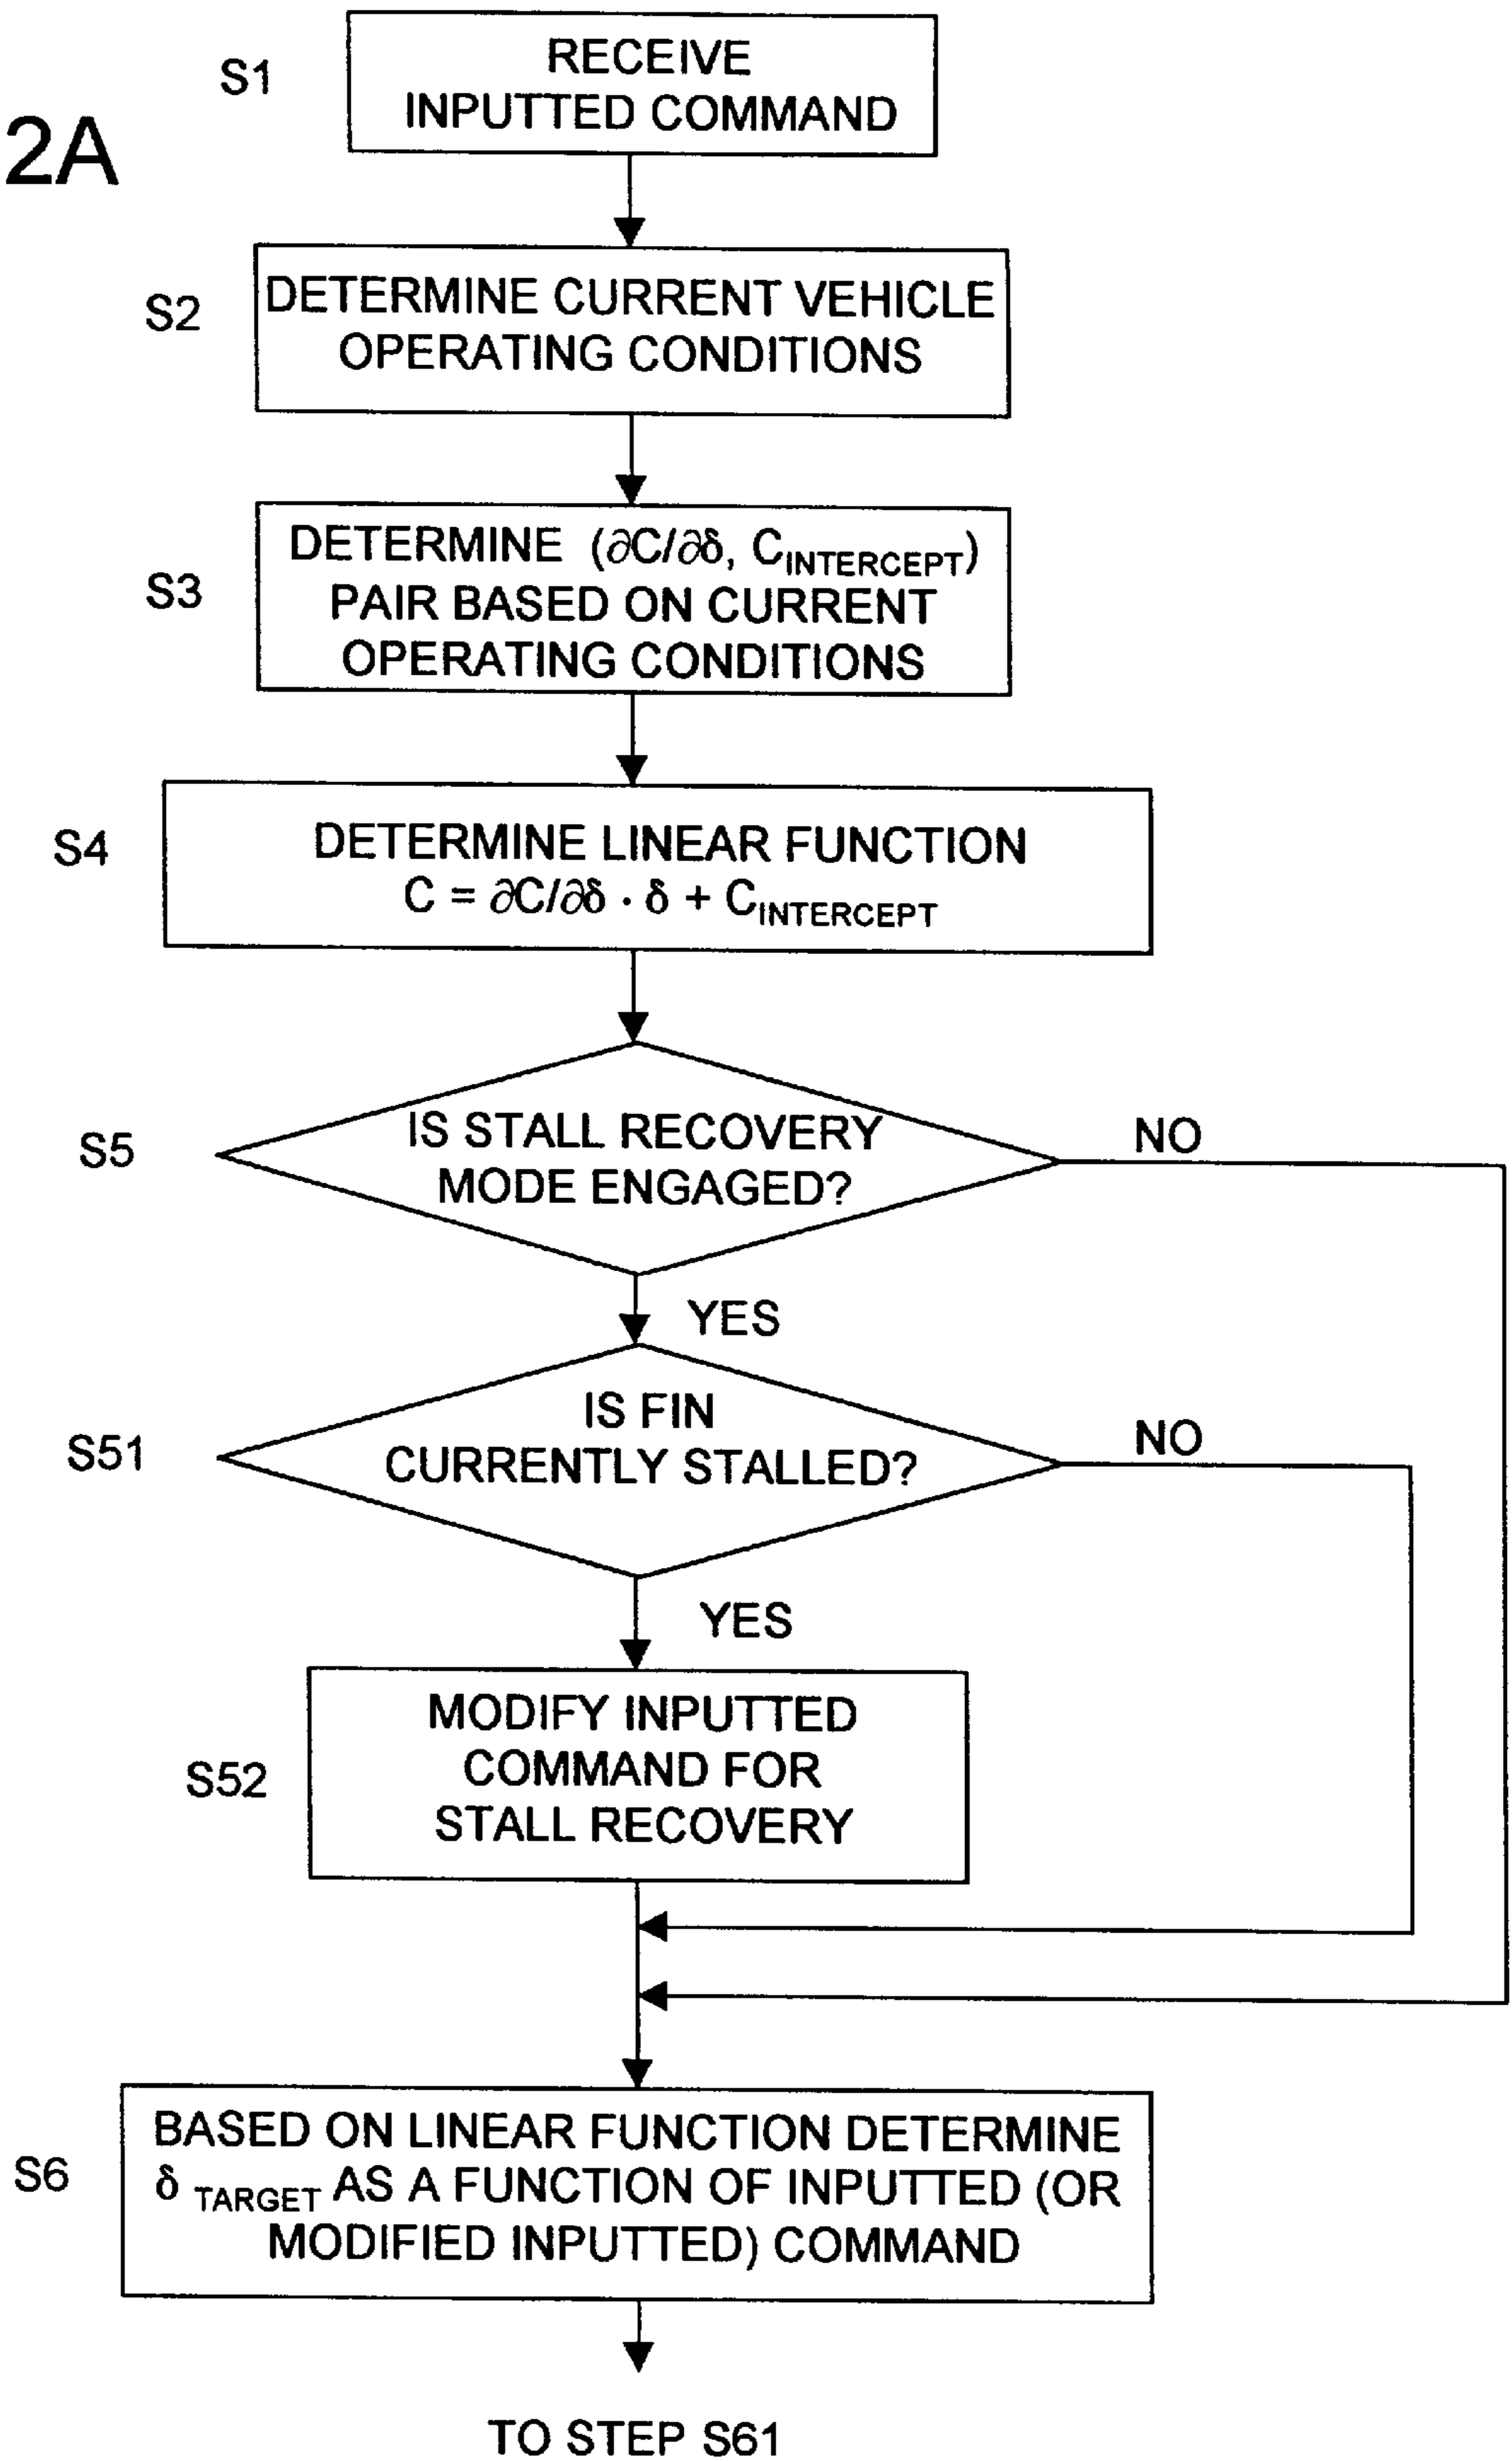 S1
RECEIVE
INPUTTED COMMAND
2A
S2
DETERMINE CURRENT VEHICLE
OPERATING CONDITIONS
S3
DETERMINE (∂C/∂δ, C_INTERCEPT)
PAIR BASED ON CURRENT
OPERATING CONDITIONS
S4
DETERMINE LINEAR FUNCTION
C = ∂C/∂δ · δ + C_INTERCEPT
S5
IS STALL RECOVERY
MODE ENGAGED?
NO
YES
S51
IS FIN
CURRENTLY STALLED?
NO
YES
S52
MODIFY INPUTTED
COMMAND FOR
STALL RECOVERY
S6
BASED ON LINEAR FUNCTION DETERMINE
δ TARGET AS A FUNCTION OF INPUTTED (OR
MODIFIED INPUTTED) COMMAND
TO STEP S61